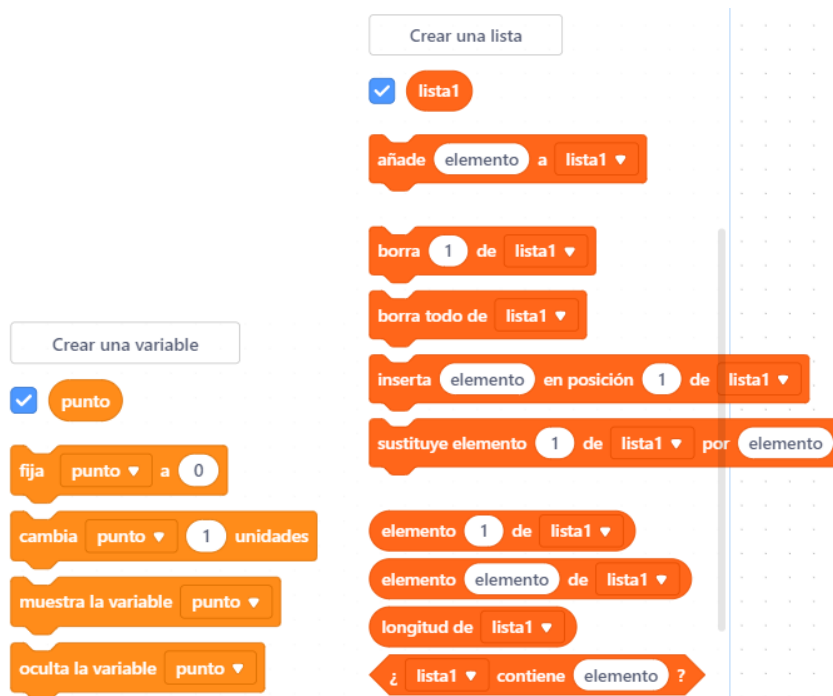 Crear una variable
punto
fija punto ▼ a 0
cambia punto ▼ 1 unidades
muestra la variable punto ▼
oculta la variable punto ▼
Crear una lista
lista1
añade elemento a lista1 ▼
borra 1 de lista1 ▼
borra todo de lista1 ▼
inserta elemento en posición 1 de lista1 ▼
sustituye elemento 1 de lista1 ▼ por elemento
elemento 1 de lista1 ▼
elemento elemento de lista1 ▼
longitud de lista1 ▼
¿ lista1 ▼ contiene elemento ?